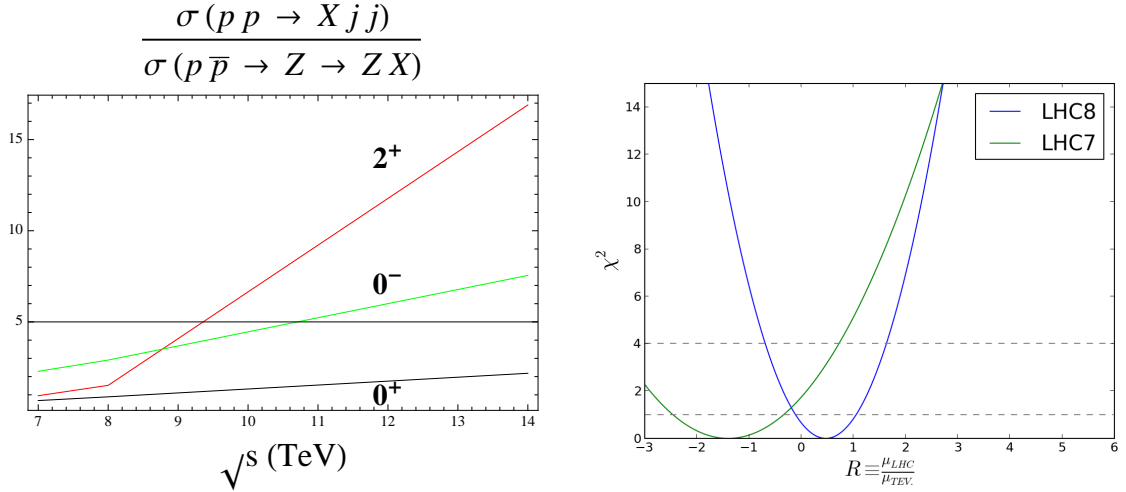 σ (p p → X j j)
σ (p p̅ → Z → Z X)
15
10
5
2⁺
0⁻
0⁺
7 8 9 10 11 12 13 14
√s (TeV)
14
12
10
8
6
4
2
0
χ²
LHC8
LHC7
−3 −2 −1 0 1 2 3 4 5 6
R ≡ μ_LHC / μ_TEV.